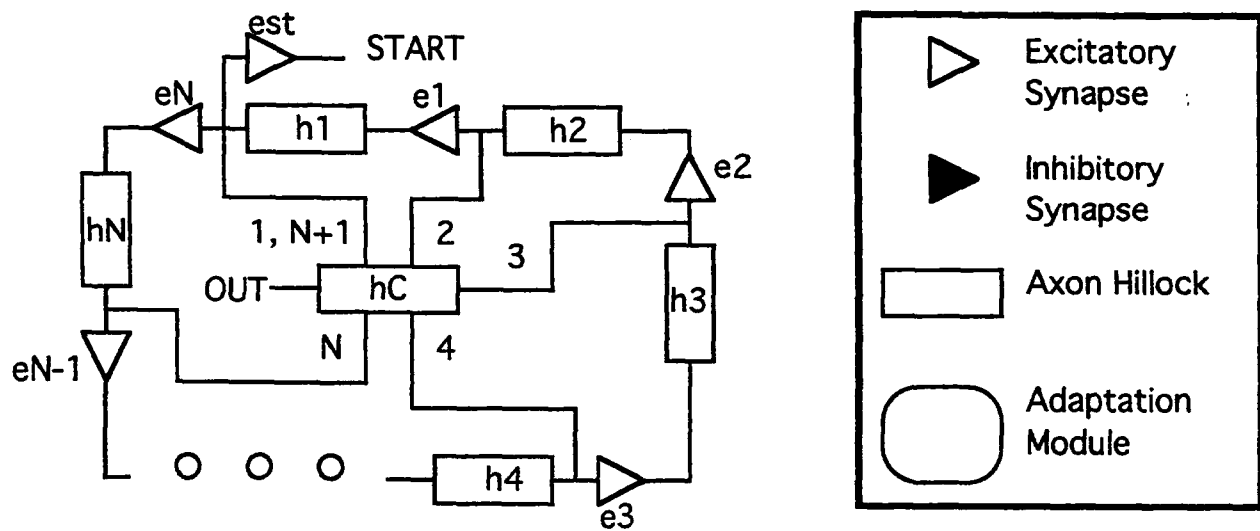 est
START
eN
e1
h1
h2
e2
hN
1, N+1
2
3
OUT
hC
h3
N
4
eN-1
h4
e3
Excitatory
Synapse
Inhibitory
Synapse
Axon Hillock
Adaptation
Module